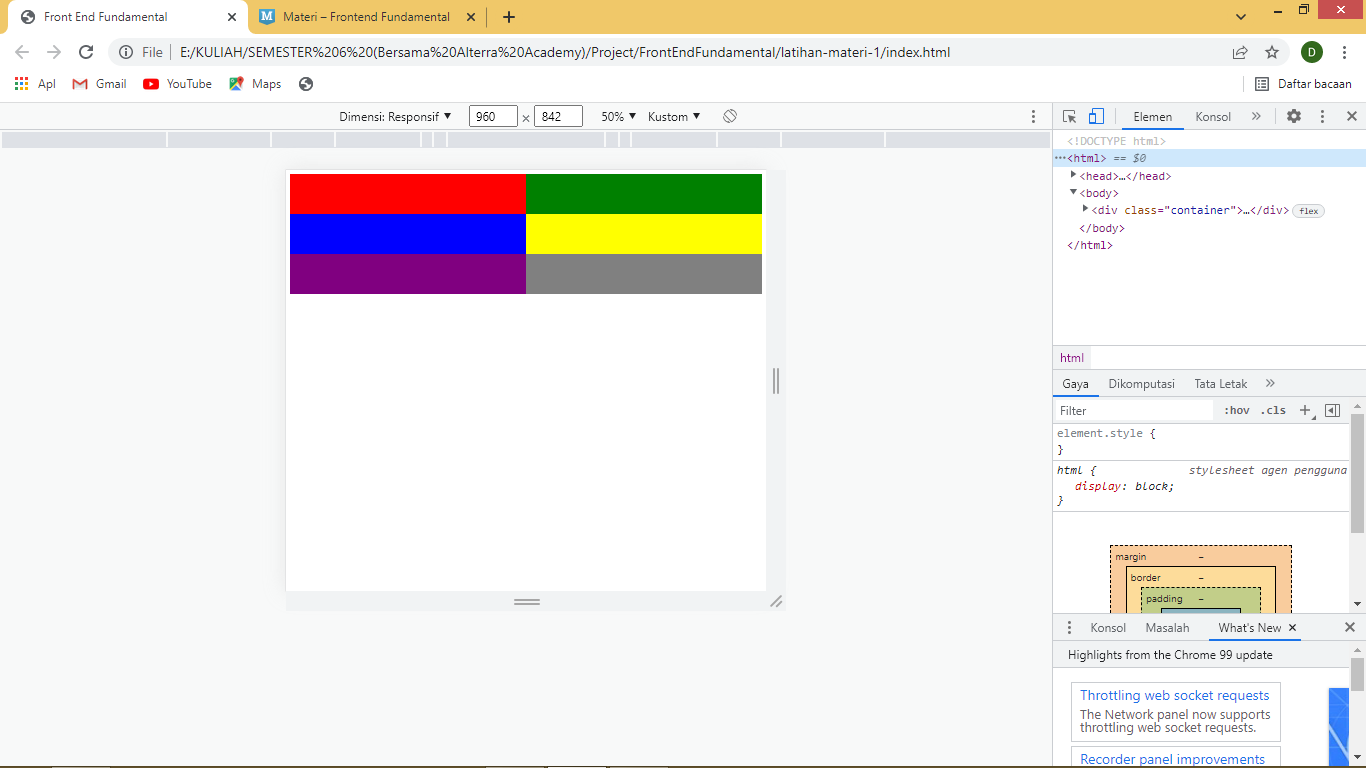 Front End Fundamental
Materi – Frontend Fundamental
File E:/KULIAH/SEMESTER%206%20(Bersama%20Alterra%20Academy)/Project/FrontEndFundamental/latihan-materi-1/index.html
D
Apl Gmail YouTube Maps Daftar bacaan
Dimensi: Responsif ▼ 960 × 842 50% ▼ Kustom ▼
Elemen Konsol »
<!DOCTYPE html>
<html> == $0
<head>…</head>
<body>
<div class="container">…</div> flex
</body>
</html>
html
Gaya Dikomputasi Tata Letak »
Filter :hov .cls +
element.style {
}
html { stylesheet agen pengguna
display: block;
}
margin –
border –
padding –
Konsol Masalah What's New ×
Highlights from the Chrome 99 update
Throttling web socket requests
The Network panel now supports
throttling web socket requests.
Recorder panel improvements